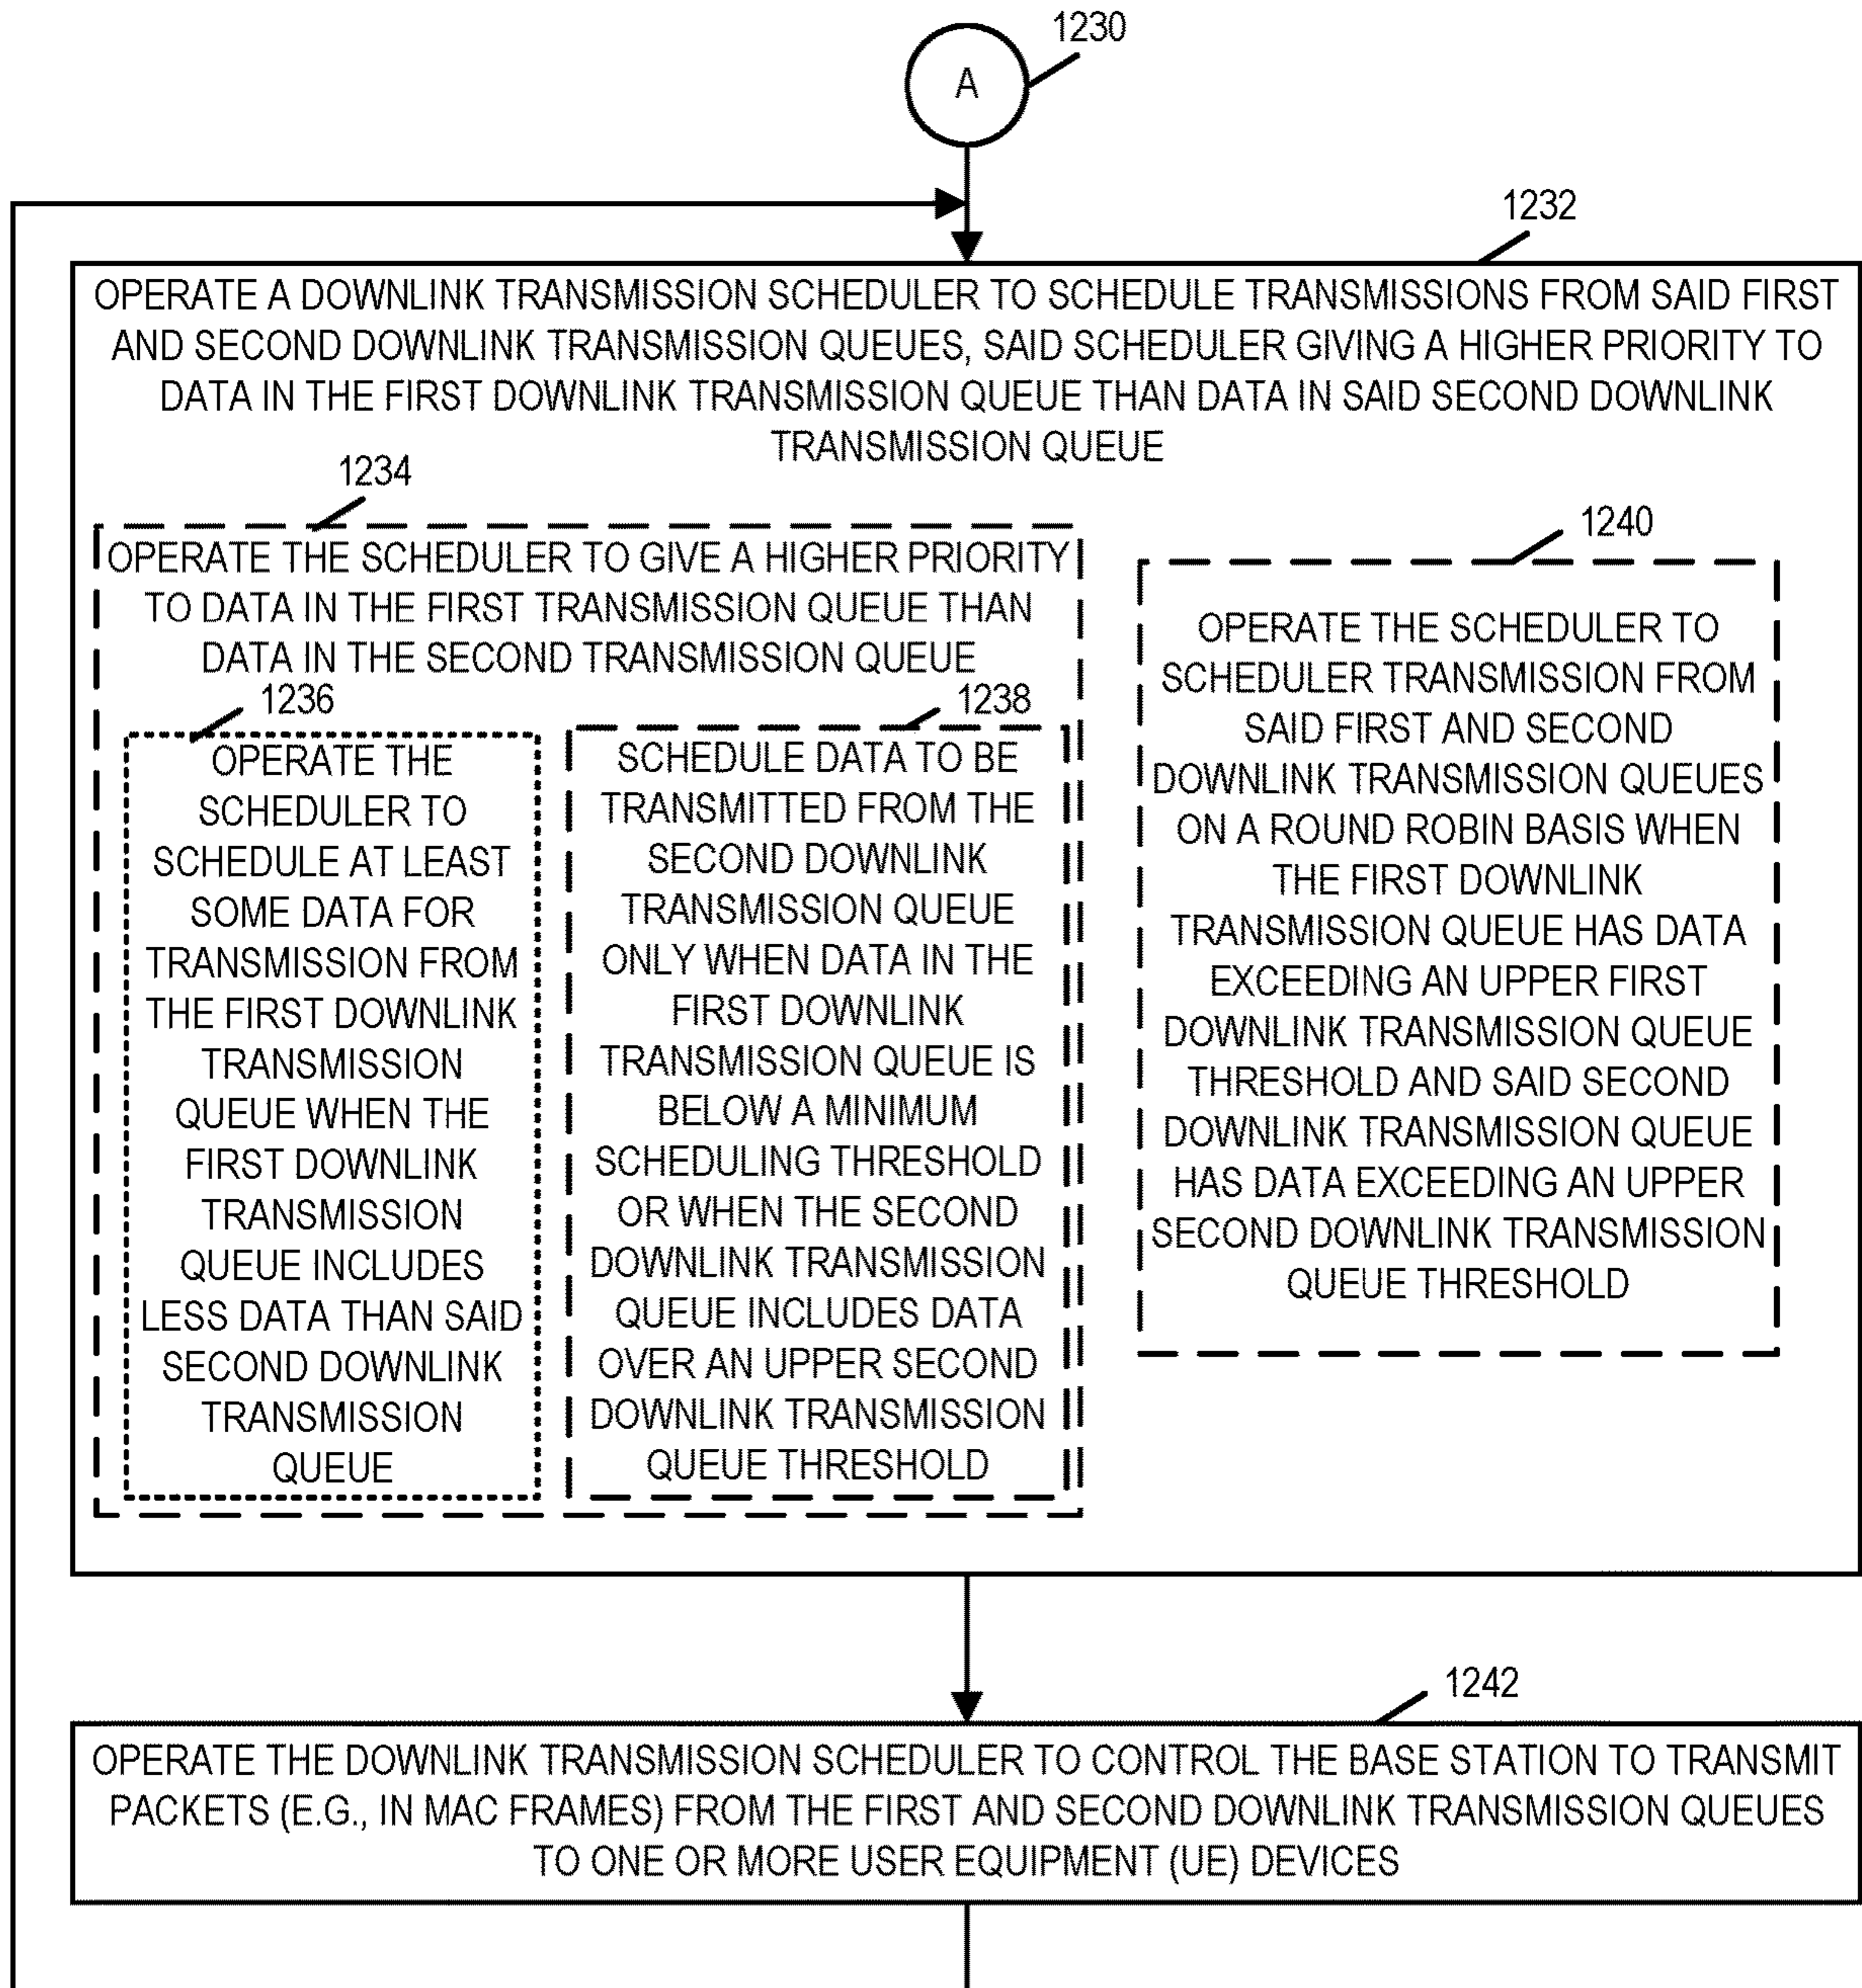 1230
A
1232
OPERATE A DOWNLINK TRANSMISSION SCHEDULER TO SCHEDULE TRANSMISSIONS FROM SAID FIRST
AND SECOND DOWNLINK TRANSMISSION QUEUES, SAID SCHEDULER GIVING A HIGHER PRIORITY TO
DATA IN THE FIRST DOWNLINK TRANSMISSION QUEUE THAN DATA IN SAID SECOND DOWNLINK
TRANSMISSION QUEUE
1234
OPERATE THE SCHEDULER TO GIVE A HIGHER PRIORITY
TO DATA IN THE FIRST TRANSMISSION QUEUE THAN
DATA IN THE SECOND TRANSMISSION QUEUE
1236
OPERATE THE
SCHEDULER TO
SCHEDULE AT LEAST
SOME DATA FOR
TRANSMISSION FROM
THE FIRST DOWNLINK
TRANSMISSION
QUEUE WHEN THE
FIRST DOWNLINK
TRANSMISSION
QUEUE INCLUDES
LESS DATA THAN SAID
SECOND DOWNLINK
TRANSMISSION
QUEUE
1238
SCHEDULE DATA TO BE
TRANSMITTED FROM THE
SECOND DOWNLINK
TRANSMISSION QUEUE
ONLY WHEN DATA IN THE
FIRST DOWNLINK
TRANSMISSION QUEUE IS
BELOW A MINIMUM
SCHEDULING THRESHOLD
OR WHEN THE SECOND
DOWNLINK TRANSMISSION
QUEUE INCLUDES DATA
OVER AN UPPER SECOND
DOWNLINK TRANSMISSION
QUEUE THRESHOLD
1240
OPERATE THE SCHEDULER TO
SCHEDULER TRANSMISSION FROM
SAID FIRST AND SECOND
DOWNLINK TRANSMISSION QUEUES
ON A ROUND ROBIN BASIS WHEN
THE FIRST DOWNLINK
TRANSMISSION QUEUE HAS DATA
EXCEEDING AN UPPER FIRST
DOWNLINK TRANSMISSION QUEUE
THRESHOLD AND SAID SECOND
DOWNLINK TRANSMISSION QUEUE
HAS DATA EXCEEDING AN UPPER
SECOND DOWNLINK TRANSMISSION
QUEUE THRESHOLD
1242
OPERATE THE DOWNLINK TRANSMISSION SCHEDULER TO CONTROL THE BASE STATION TO TRANSMIT
PACKETS (E.G., IN MAC FRAMES) FROM THE FIRST AND SECOND DOWNLINK TRANSMISSION QUEUES
TO ONE OR MORE USER EQUIPMENT (UE) DEVICES